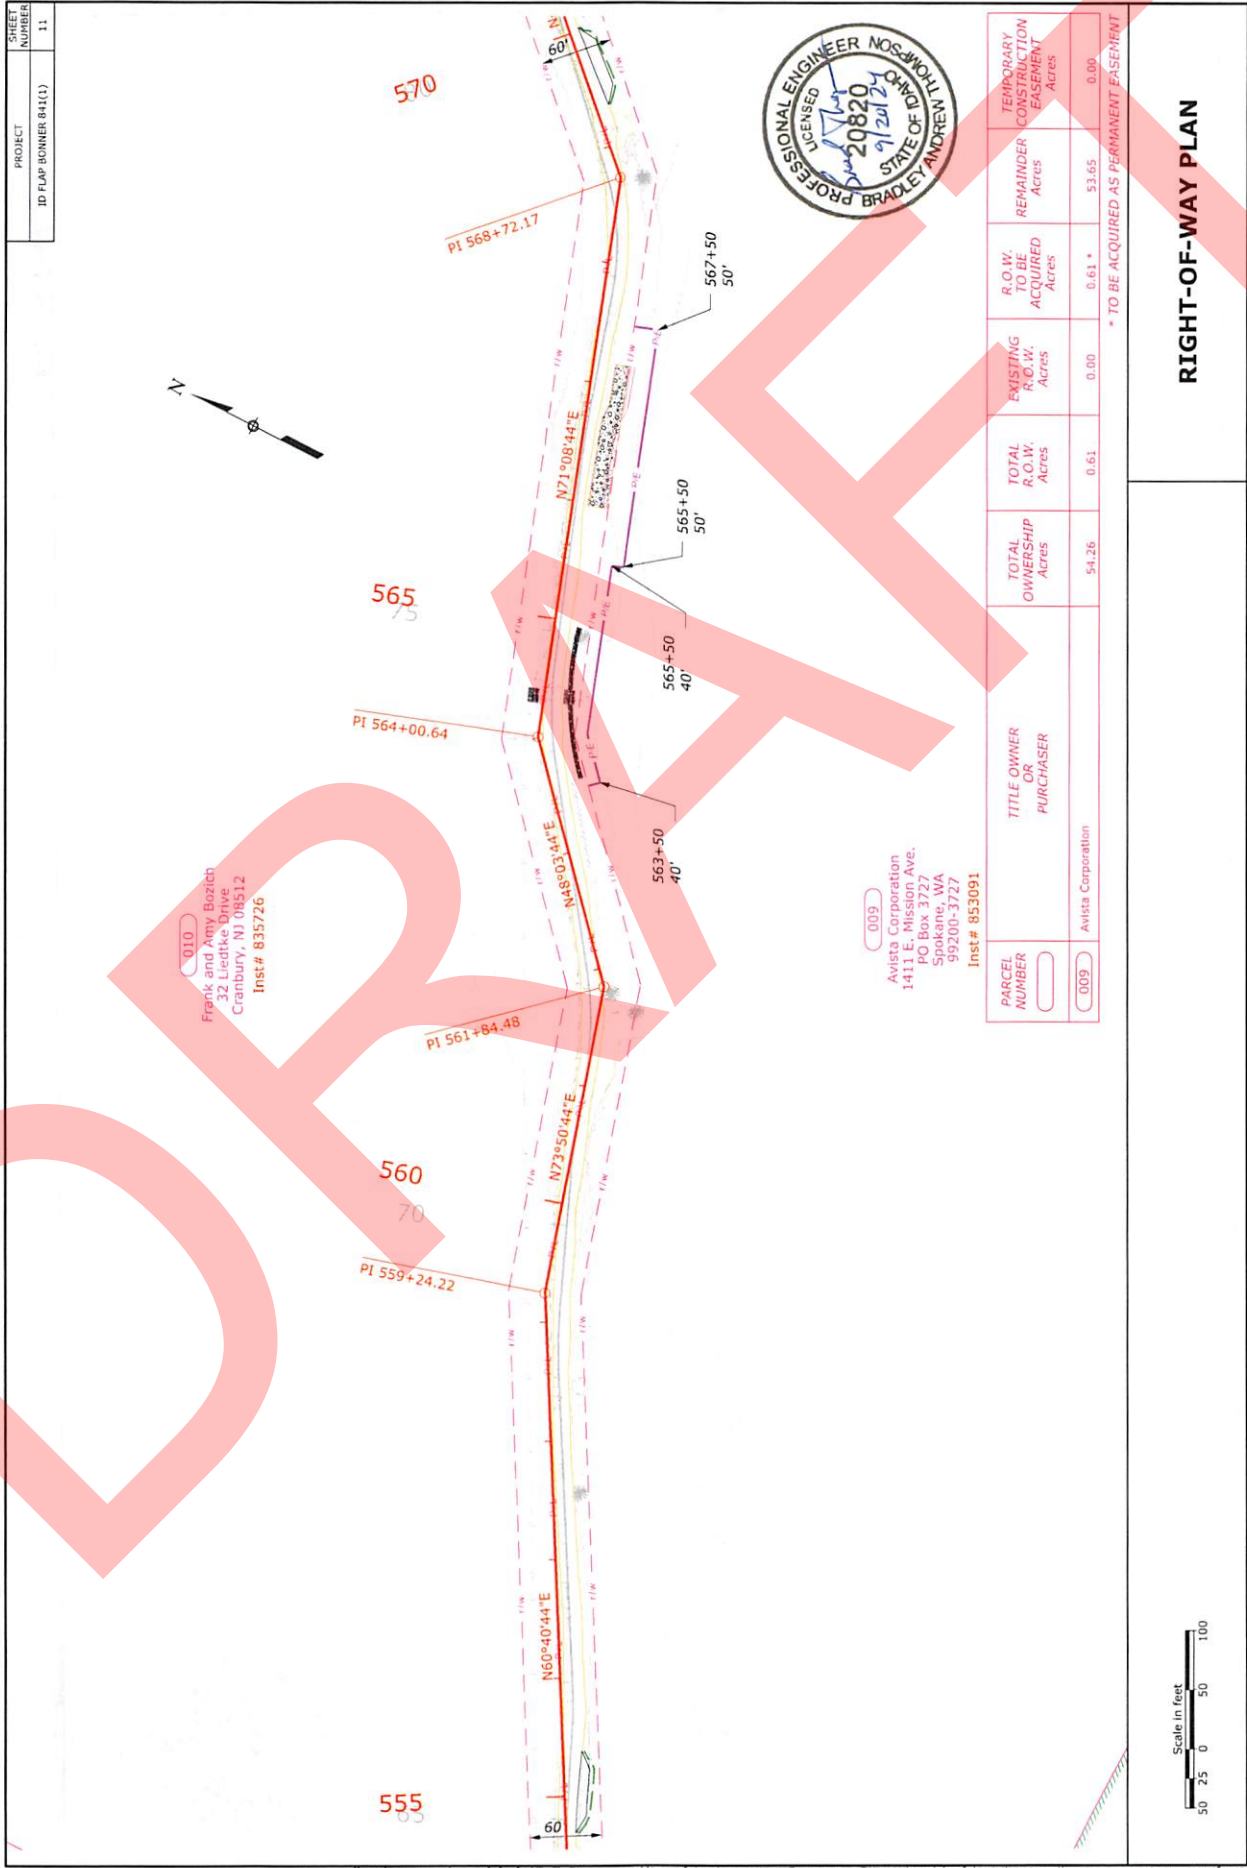 PROJECT
SHEET
NUMBER
ID FLAP BONNER 841(1)
11
N
010
Frank and Amy Bozich
32 Liedtke Drive
Cranbury, NJ 08512
Inst# 835726
555
65
560
70
565
75
570
PI 559+24.22
PI 561+84.48
PI 564+00.64
PI 568+72.17
60'
60'
N60°40'44"E
N73°50'44"E
N48°03'44"E
N71°08'44"E
N
r/w
P/E
563+50
40'
565+50
40'
565+50
50'
567+50
50'
PROFESSIONAL ENGINEER
LICENSED
20820
9/20/24
STATE OF IDAHO
BRADLEY ANDREW THOMPSON
009
Avista Corporation
1411 E. Mission Ave.
PO Box 3727
Spokane, WA
99200-3727
Inst# 853091
PARCEL
NUMBER
TITLE OWNER
OR
PURCHASER
TOTAL
OWNERSHIP
Acres
TOTAL
R.O.W.
Acres
EXISTING
R.O.W.
Acres
R.O.W.
TO BE
ACQUIRED
Acres
REMAINDER
Acres
TEMPORARY
CONSTRUCTION
EASEMENT
Acres
009
Avista Corporation
54.26
0.61
0.00
0.61 *
53.65
0.00
* TO BE ACQUIRED AS PERMANENT EASEMENT
Scale in feet
50 25 0 50 100
RIGHT-OF-WAY PLAN
DRAFT